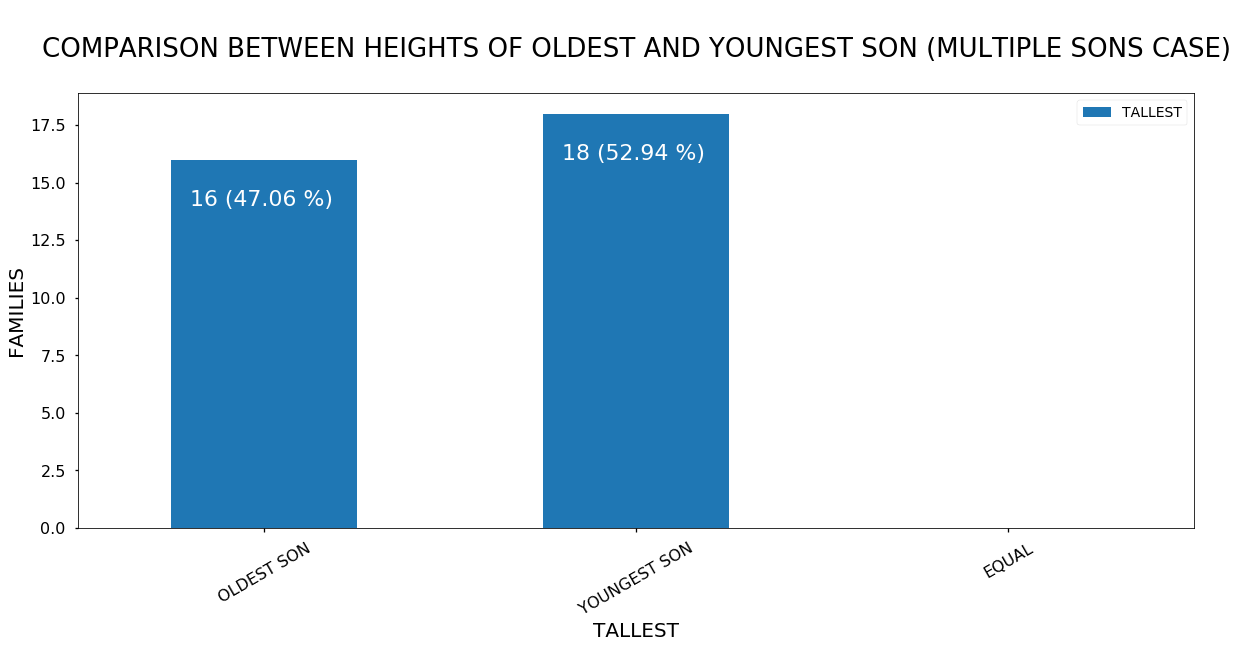 COMPARISON BETWEEN HEIGHTS OF OLDEST AND YOUNGEST SON (MULTIPLE SONS CASE)
TALLEST
17.5
15.0
12.5
10.0
7.5
5.0
2.5
0.0
FAMILIES
16 (47.06 %)
18 (52.94 %)
OLDEST SON
YOUNGEST SON
EQUAL
TALLEST